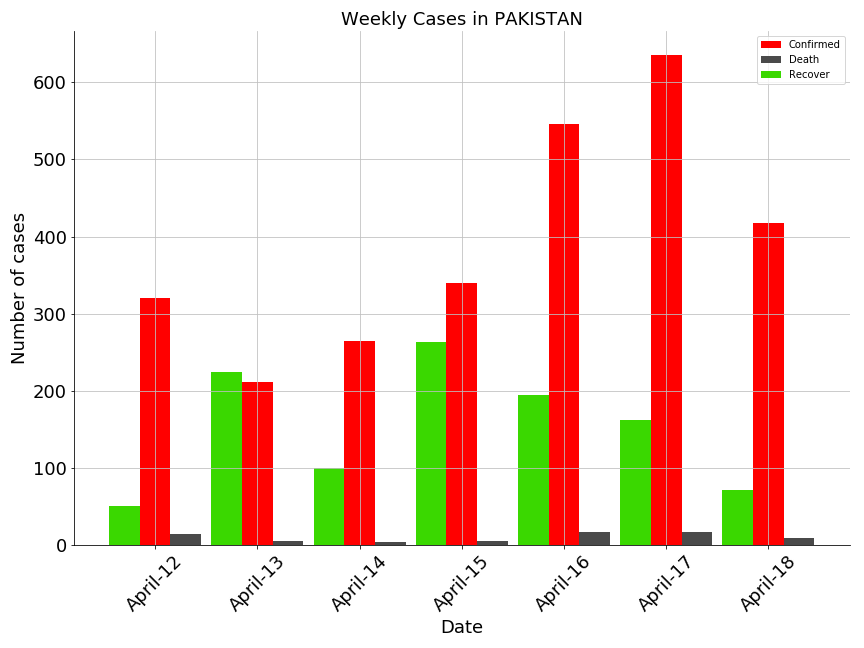 Weekly Cases in PAKISTAN
Confirmed
Death
Recover
Number of cases
600
500
400
300
200
100
0
April-12
April-13
April-14
April-15
April-16
April-17
April-18
Date